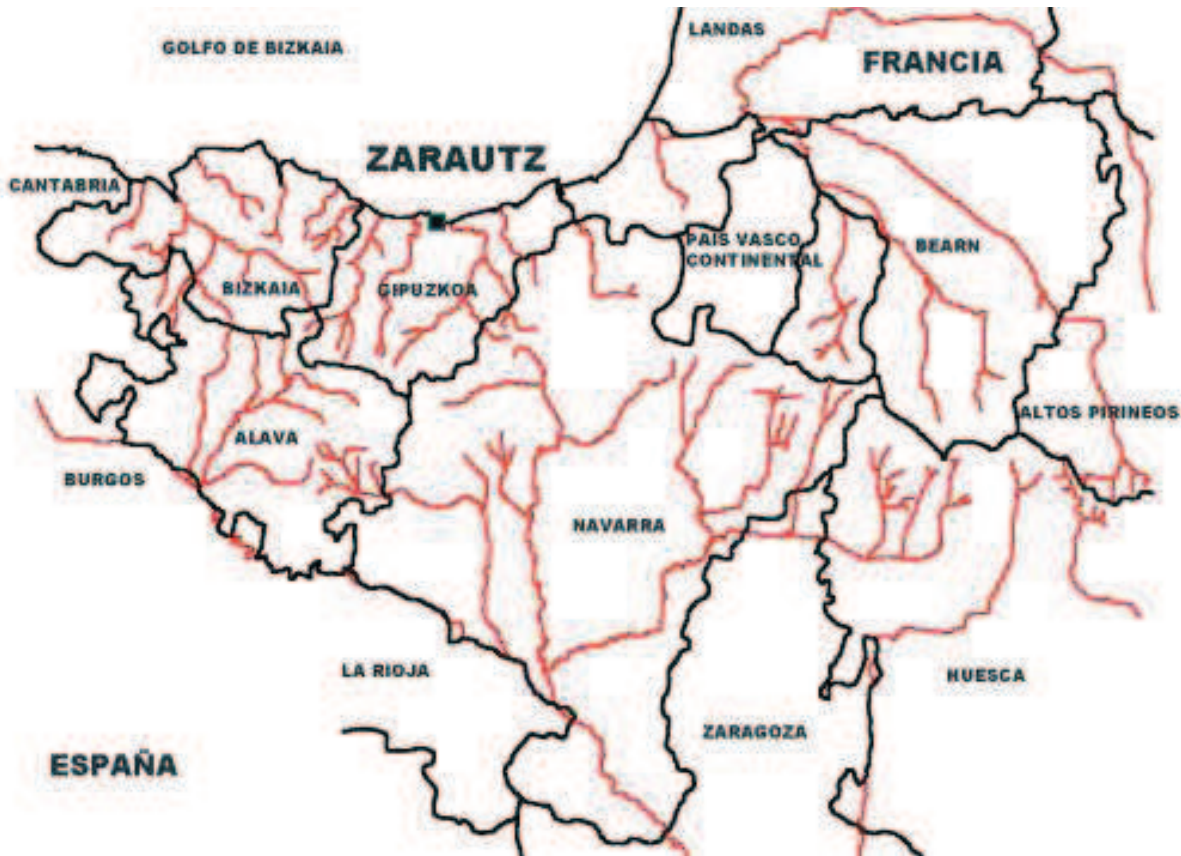 LANDAS
GOLFO DE BIZKAIA
FRANCIA
ZARAUTZ
CANTABRIA
PAIS VASCO
CONTINENTAL
BEARN
BIZKAIA
GIPUZKOA
ALTOS PIRINEOS
ALAVA
BURGOS
NAVARRA
LA RIOJA
HUESCA
ZARAGOZA
ESPAÑA